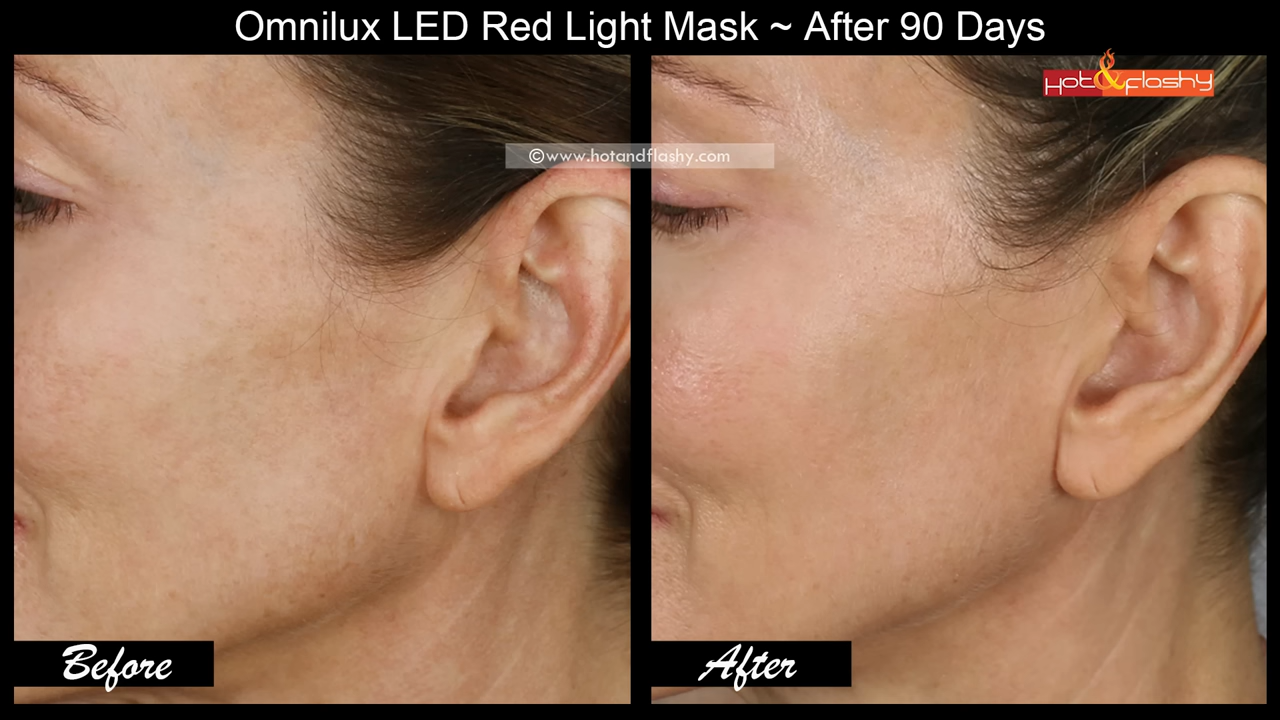 Omnilux LED Red Light Mask ~ After 90 Days
Hot & flashy
©www.hotandflashy.com
Before
After